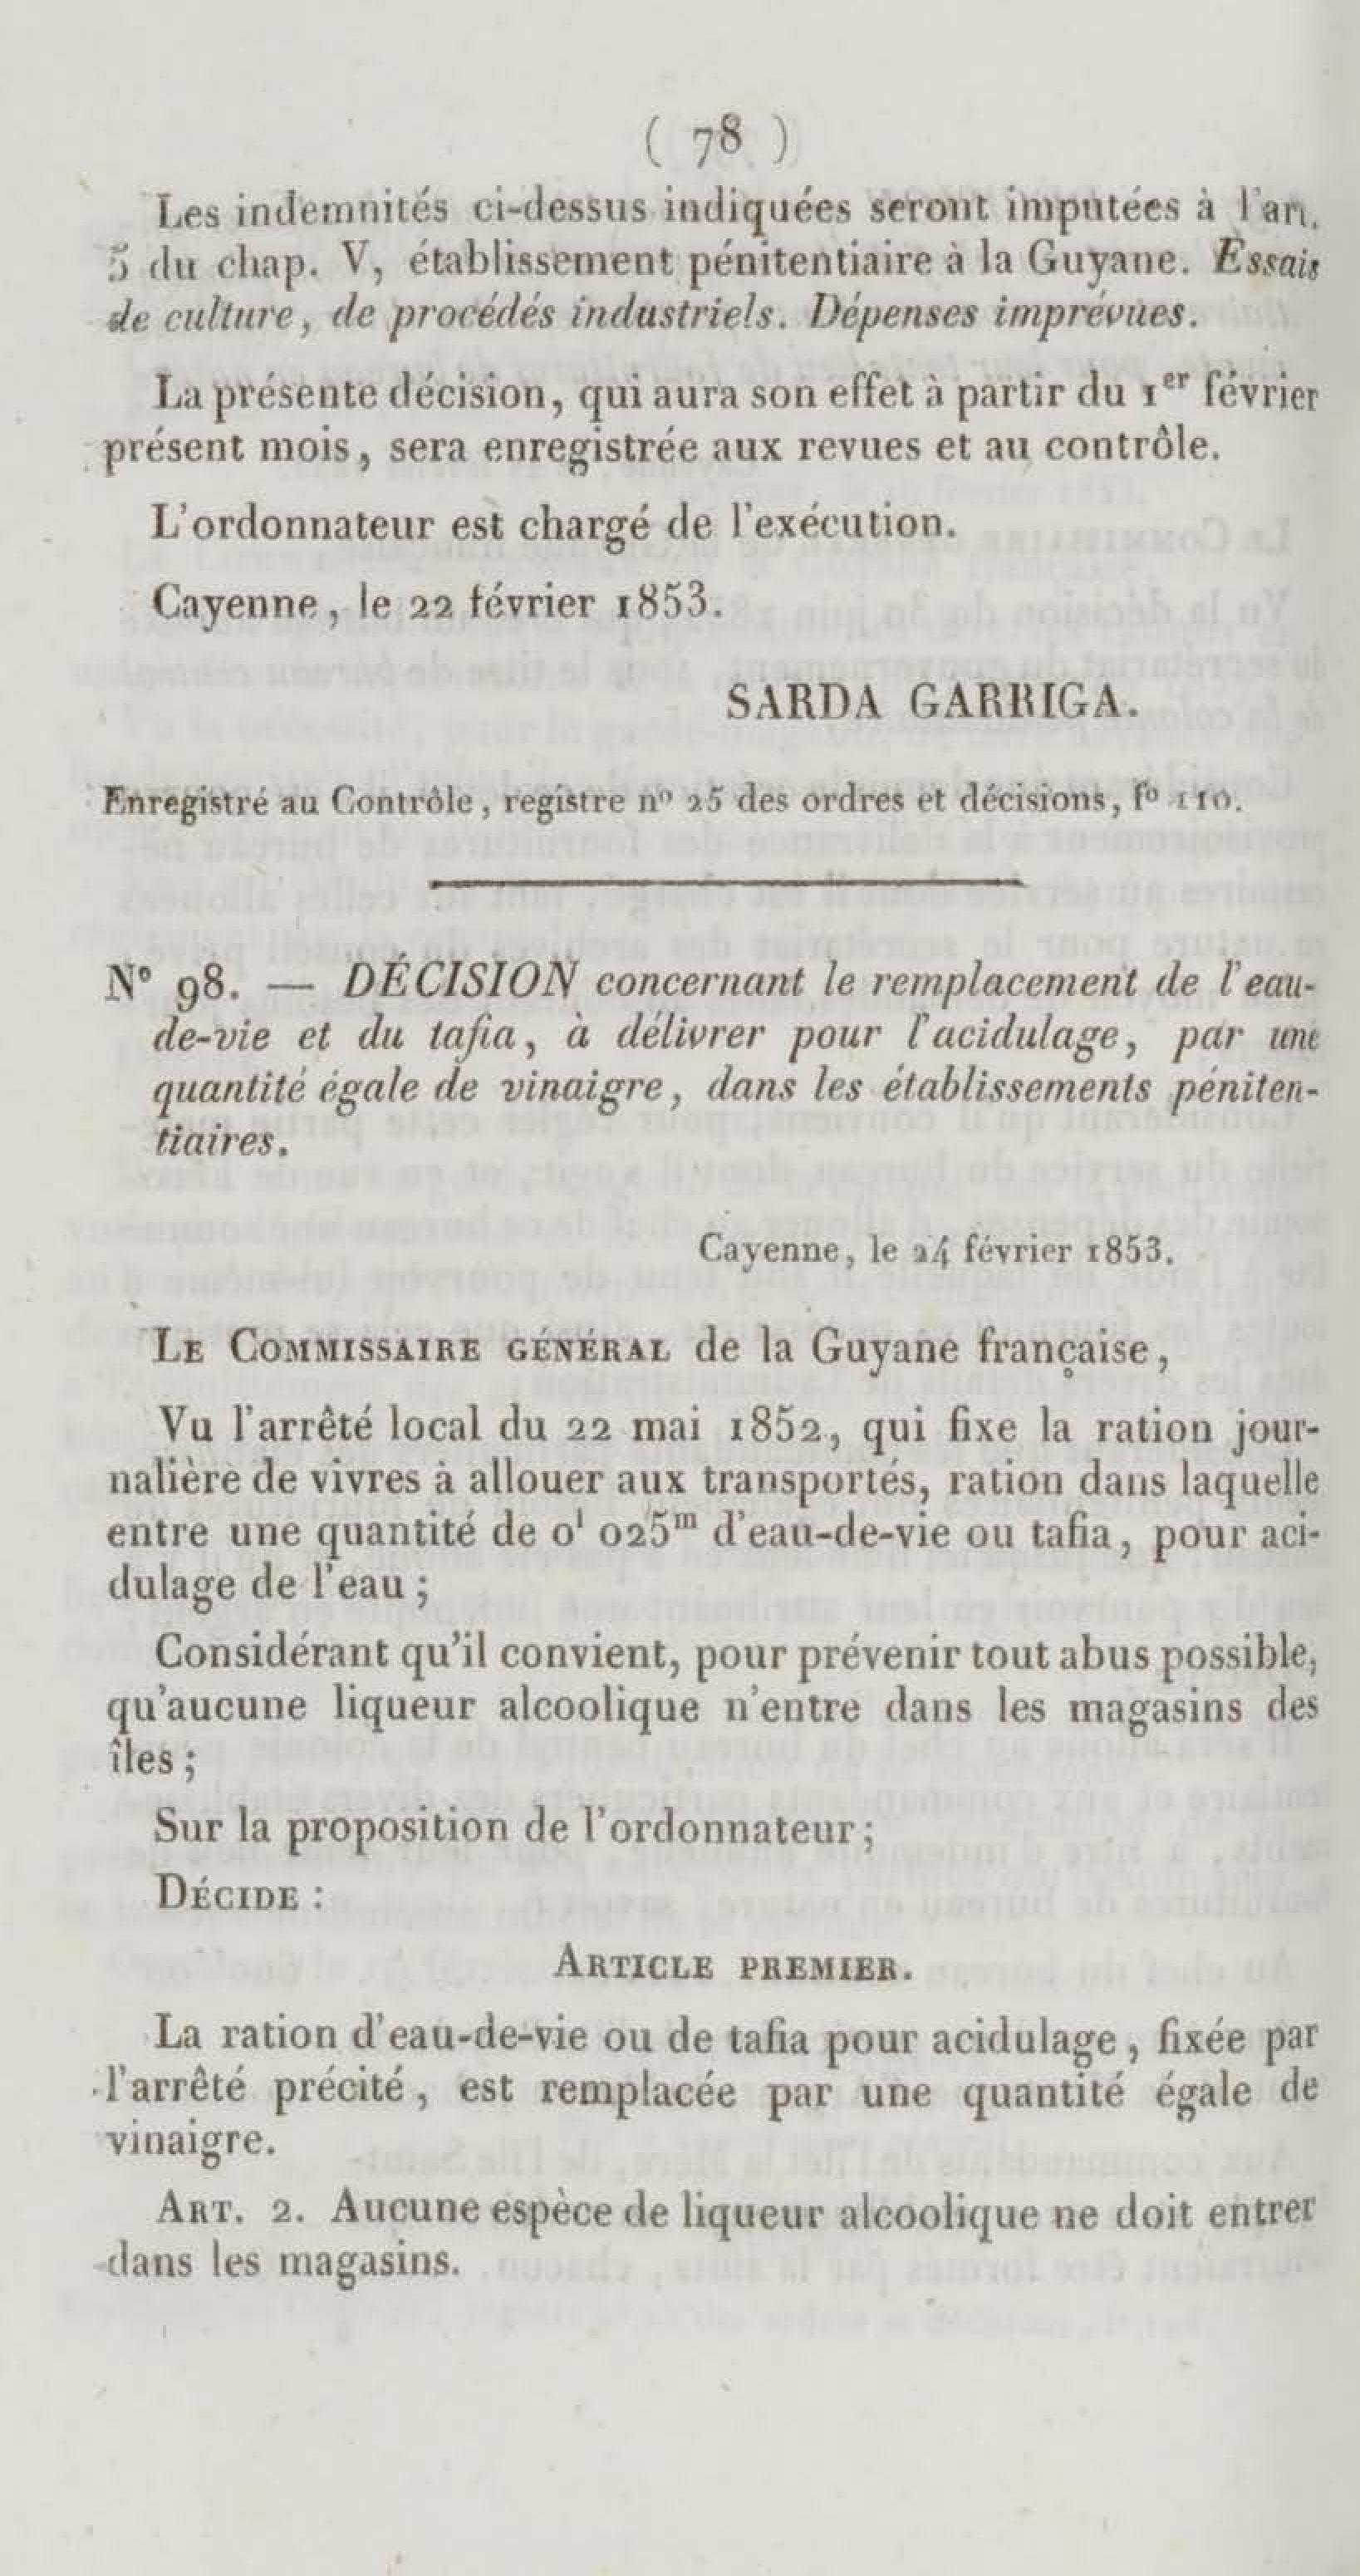 ( 78 )
Les indemnités ci-dessus indiquées seront imputées à l'art.
5 du chap. V, établissement pénitentiaire à la Guyane. Essais
de culture, de procédés industriels. Dépenses imprévues.
La présente décision, qui aura son effet à partir du 1er février
présent mois, sera enregistrée aux revues et au contrôle.
L'ordonnateur est chargé de l'exécution.
Cayenne, le 22 février 1853.
SARDA GARRIGA.
Enregistré au Contrôle, registre n° 25 des ordres et décisions, f° 110.
N° 98. — DÉCISION concernant le remplacement de l'eau-
de-vie et du tafia, à délivrer pour l'acidulage, par une
quantité égale de vinaigre, dans les établissements péniten-
tiaires.
Cayenne, le 24 février 1853.
LE COMMISSAIRE GÉNÉRAL de la Guyane française,
Vu l'arrêté local du 22 mai 1852, qui fixe la ration jour-
nalière de vivres à allouer aux transportés, ration dans laquelle
entre une quantité de 0l 025m d'eau-de-vie ou tafia, pour aci-
dulage de l'eau ;
Considérant qu'il convient, pour prévenir tout abus possible,
qu'aucune liqueur alcoolique n'entre dans les magasins des
îles ;
Sur la proposition de l'ordonnateur ;
DÉCIDE :
ARTICLE PREMIER.
La ration d'eau-de-vie ou de tafia pour acidulage, fixée par
l'arrêté précité, est remplacée par une quantité égale de
vinaigre.
ART. 2. Aucune espèce de liqueur alcoolique ne doit entrer
dans les magasins.